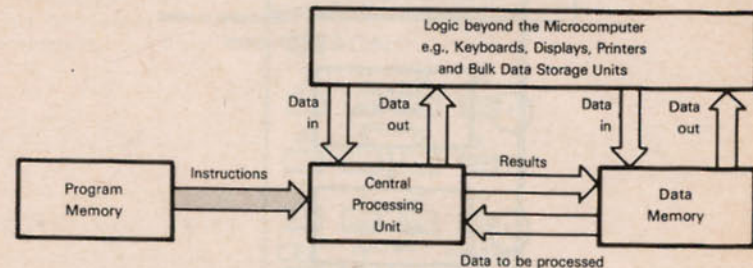 Logic beyond the Microcomputer
e.g., Keyboards, Displays, Printers
and Bulk Data Storage Units
Data
in
Data
out
Data
in
Data
out
Program
Memory
Instructions
Central
Processing
Unit
Results
Data
Memory
Data to be processed